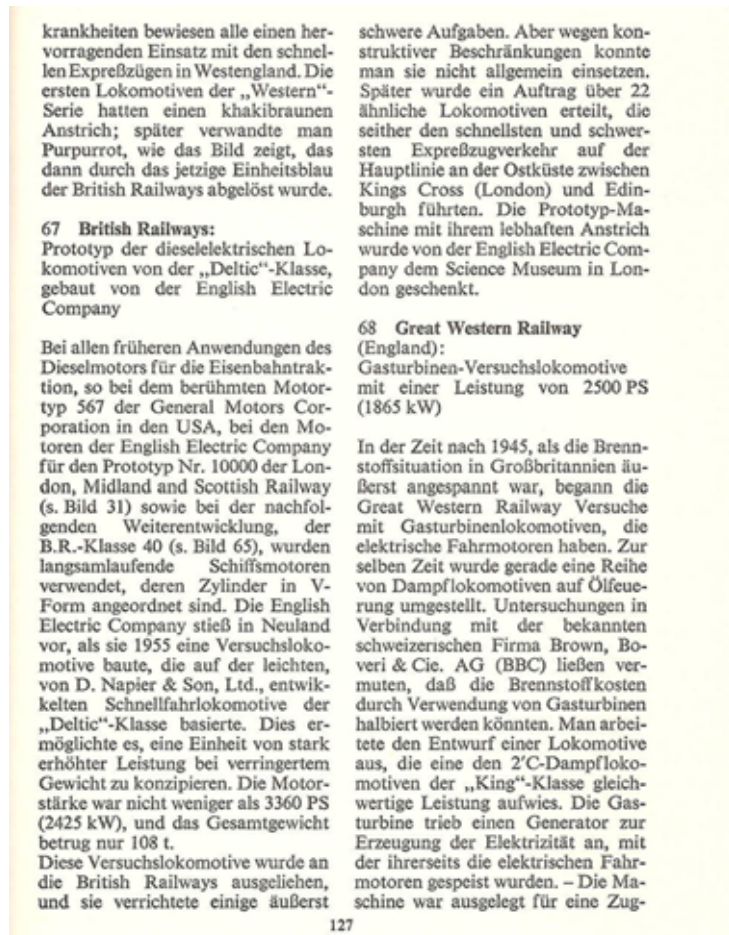 krankheiten bewiesen alle einen her-
vorragenden Einsatz mit den schnel-
len Expreßzügen in Westengland. Die
ersten Lokomotiven der „Western“-
Serie hatten einen khakibraunen
Anstrich; später verwandte man
Purpurrot, wie das Bild zeigt, das
dann durch das jetzige Einheitsblau
der British Railways abgelöst wurde.
67 British Railways:
Prototyp der dieselelektrischen Lo-
komotiven von der „Deltic“-Klasse,
gebaut von der English Electric
Company
Bei allen früheren Anwendungen des
Dieselmotors für die Eisenbahntrak-
tion, so bei dem berühmten Motor-
typ 567 der General Motors Cor-
poration in den USA, bei den Mo-
toren der English Electric Company
für den Prototyp Nr. 10000 der Lon-
don, Midland and Scottish Railway
(s. Bild 31) sowie bei der nachfol-
genden Weiterentwicklung, der
B.R.-Klasse 40 (s. Bild 65), wurden
langsamlaufende Schiffsmotoren
verwendet, deren Zylinder in V-
Form angeordnet sind. Die English
Electric Company stieß in Neuland
vor, als sie 1955 eine Versuchsloko-
motive baute, die auf der leichten,
von D. Napier & Son, Ltd., entwik-
kelten Schnellfahrlokomotive der
„Deltic“-Klasse basierte. Dies er-
möglichte es, eine Einheit von stark
erhöhter Leistung bei verringertem
Gewicht zu konzipieren. Die Motor-
stärke war nicht weniger als 3360 PS
(2425 kW), und das Gesamtgewicht
betrug nur 108 t.
Diese Versuchslokomotive wurde an
die British Railways ausgeliehen,
und sie verrichtete einige äußerst
schwere Aufgaben. Aber wegen kon-
struktiver Beschränkungen konnte
man sie nicht allgemein einsetzen.
Später wurde ein Auftrag über 22
ähnliche Lokomotiven erteilt, die
seither den schnellsten und schwer-
sten Expreßzugverkehr auf der
Hauptlinie an der Ostküste zwischen
Kings Cross (London) und Edin-
burgh führten. Die Prototyp-Ma-
schine mit ihrem lebhaften Anstrich
wurde von der English Electric Com-
pany dem Science Museum in Lon-
don geschenkt.
68 Great Western Railway
(England):
Gasturbinen-Versuchslokomotive
mit einer Leistung von 2500 PS
(1865 kW)
In der Zeit nach 1945, als die Brenn-
stoffsituation in Großbritannien äu-
ßerst angespannt war, begann die
Great Western Railway Versuche
mit Gasturbinenlokomotiven, die
elektrische Fahrmotoren haben. Zur
selben Zeit wurde gerade eine Reihe
von Dampflokomotiven auf Ölfeue-
rung umgestellt. Untersuchungen in
Verbindung mit der bekannten
schweizerischen Firma Brown, Bo-
veri & Cie. AG (BBC) ließen ver-
muten, daß die Brennstoffkosten
durch Verwendung von Gasturbinen
halbiert werden könnten. Man arbei-
tete den Entwurf einer Lokomotive
aus, die eine den 2'C-Dampfloko-
motiven der „King“-Klasse gleich-
wertige Leistung aufwies. Die Gas-
turbine trieb einen Generator zur
Erzeugung der Elektrizität an, mit
der ihrerseits die elektrischen Fahr-
motoren gespeist wurden. – Die Ma-
schine war ausgelegt für eine Zug-
127